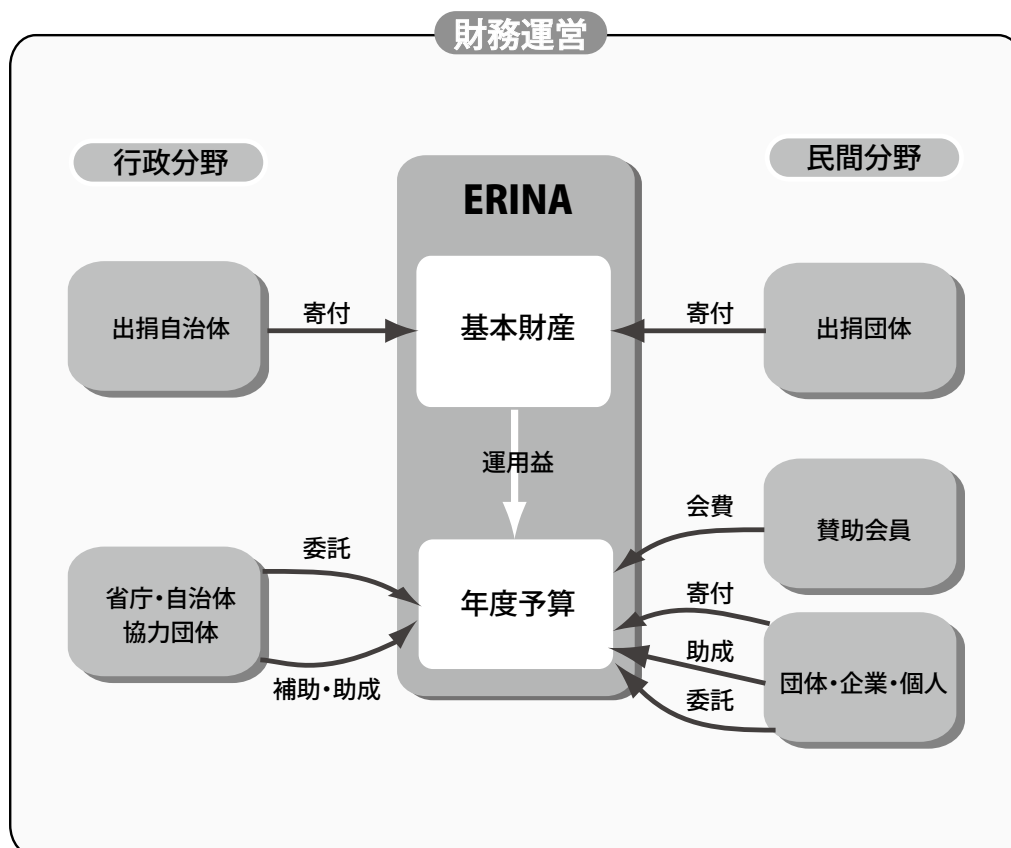 財務運営
行政分野
民間分野
ERINA
出捐自治体
寄付
基本財産
寄付
出捐団体
運用益
会費
賛助会員
委託
省庁・自治体
協力団体
補助・助成
年度予算
寄付
助成
委託
団体・企業・個人